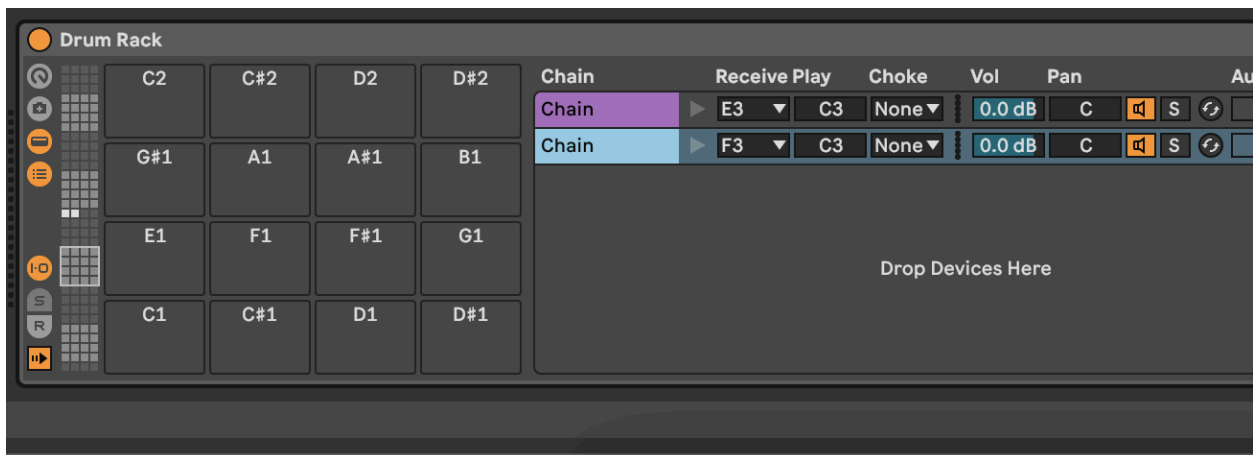 Drum Rack
C2 C#2 D2 D#2
G#1 A1 A#1 B1
E1 F1 F#1 G1
C1 C#1 D1 D#1
I-O
S
R
Chain Receive Play Choke Vol Pan Au
Chain E3 C3 None 0.0 dB C S
Chain F3 C3 None 0.0 dB C S
Drop Devices Here